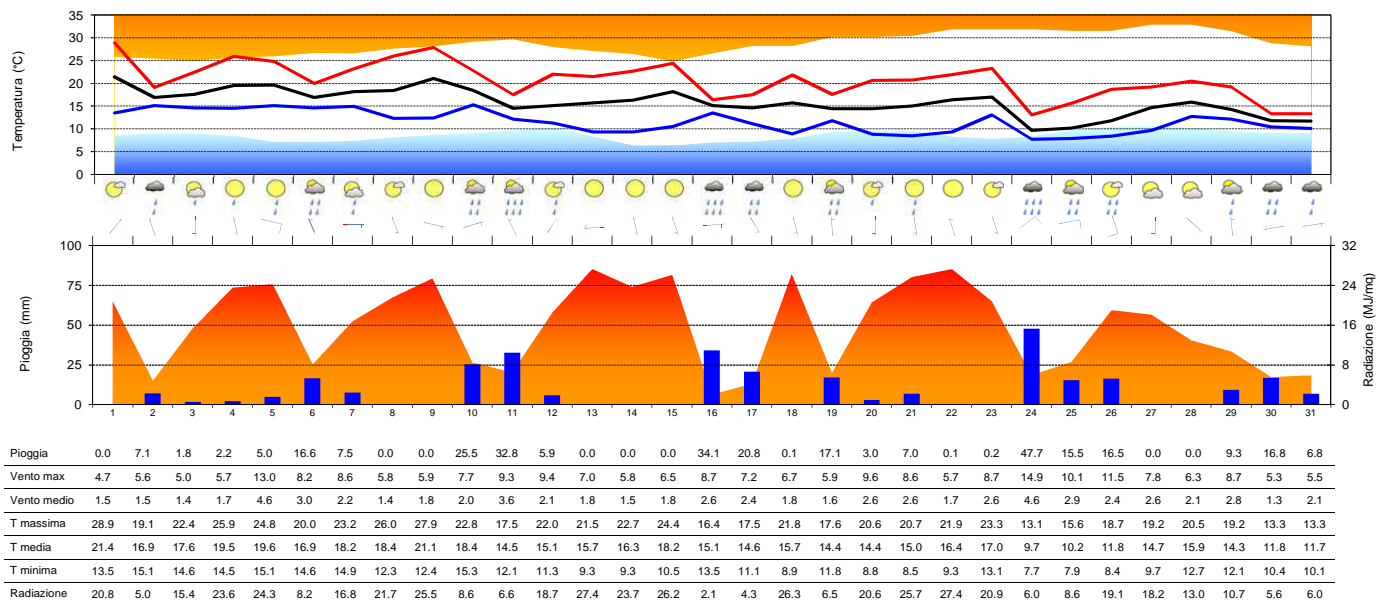 35
30
25
20
15
10
5
0
Temperatura (°C)
100
75
50
25
0
Pioggia (mm)
32
24
16
8
0
Radiazione (MJ/mq)
1 2 3 4 5 6 7 8 9 10 11 12 13 14 15 16 17 18 19 20 21 22 23 24 25 26 27 28 29 30 31
Pioggia 0.0 7.1 1.8 2.2 5.0 16.6 7.5 0.0 0.0 25.5 32.8 5.9 0.0 0.0 0.0 34.1 20.8 0.1 17.1 3.0 7.0 0.1 0.2 47.7 15.5 16.5 0.0 0.0 9.3 16.8 6.8
Vento max 4.7 5.6 5.0 5.7 13.0 8.2 8.6 5.8 5.9 7.7 9.3 9.4 7.0 5.8 6.5 8.7 7.2 6.7 5.9 9.6 8.6 5.7 8.7 14.9 10.1 11.5 7.8 6.3 8.7 5.3 5.5
Vento medio 1.5 1.5 1.4 1.7 4.6 3.0 2.2 1.4 1.8 2.0 3.6 2.1 1.8 1.5 1.8 2.6 2.4 1.8 1.6 2.6 2.6 1.7 2.6 4.6 2.9 2.4 2.6 2.1 2.8 1.3 2.1
T massima 28.9 19.1 22.4 25.9 24.8 20.0 23.2 26.0 27.9 22.8 17.5 22.0 21.5 22.7 24.4 16.4 17.5 21.8 17.6 20.6 20.7 21.9 23.3 13.1 15.6 18.7 19.2 20.5 19.2 13.3 13.3
T media 21.4 16.9 17.6 19.5 19.6 16.9 18.2 18.4 21.1 18.4 14.5 15.1 15.7 16.3 18.2 15.1 14.6 15.7 14.4 14.4 15.0 16.4 17.0 9.7 10.2 11.8 14.7 15.9 14.3 11.8 11.7
T minima 13.5 15.1 14.6 14.5 15.1 14.6 14.9 12.3 12.4 15.3 12.1 11.3 9.3 9.3 10.5 13.5 11.1 8.9 11.8 8.8 8.5 9.3 13.1 7.7 7.9 8.4 9.7 12.7 12.1 10.4 10.1
Radiazione 20.8 5.0 15.4 23.6 24.3 8.2 16.8 21.7 25.5 8.6 6.6 18.7 27.4 23.7 26.2 2.1 4.3 26.3 6.5 20.6 25.7 27.4 20.9 6.0 8.6 19.1 18.2 13.0 10.7 5.6 6.0